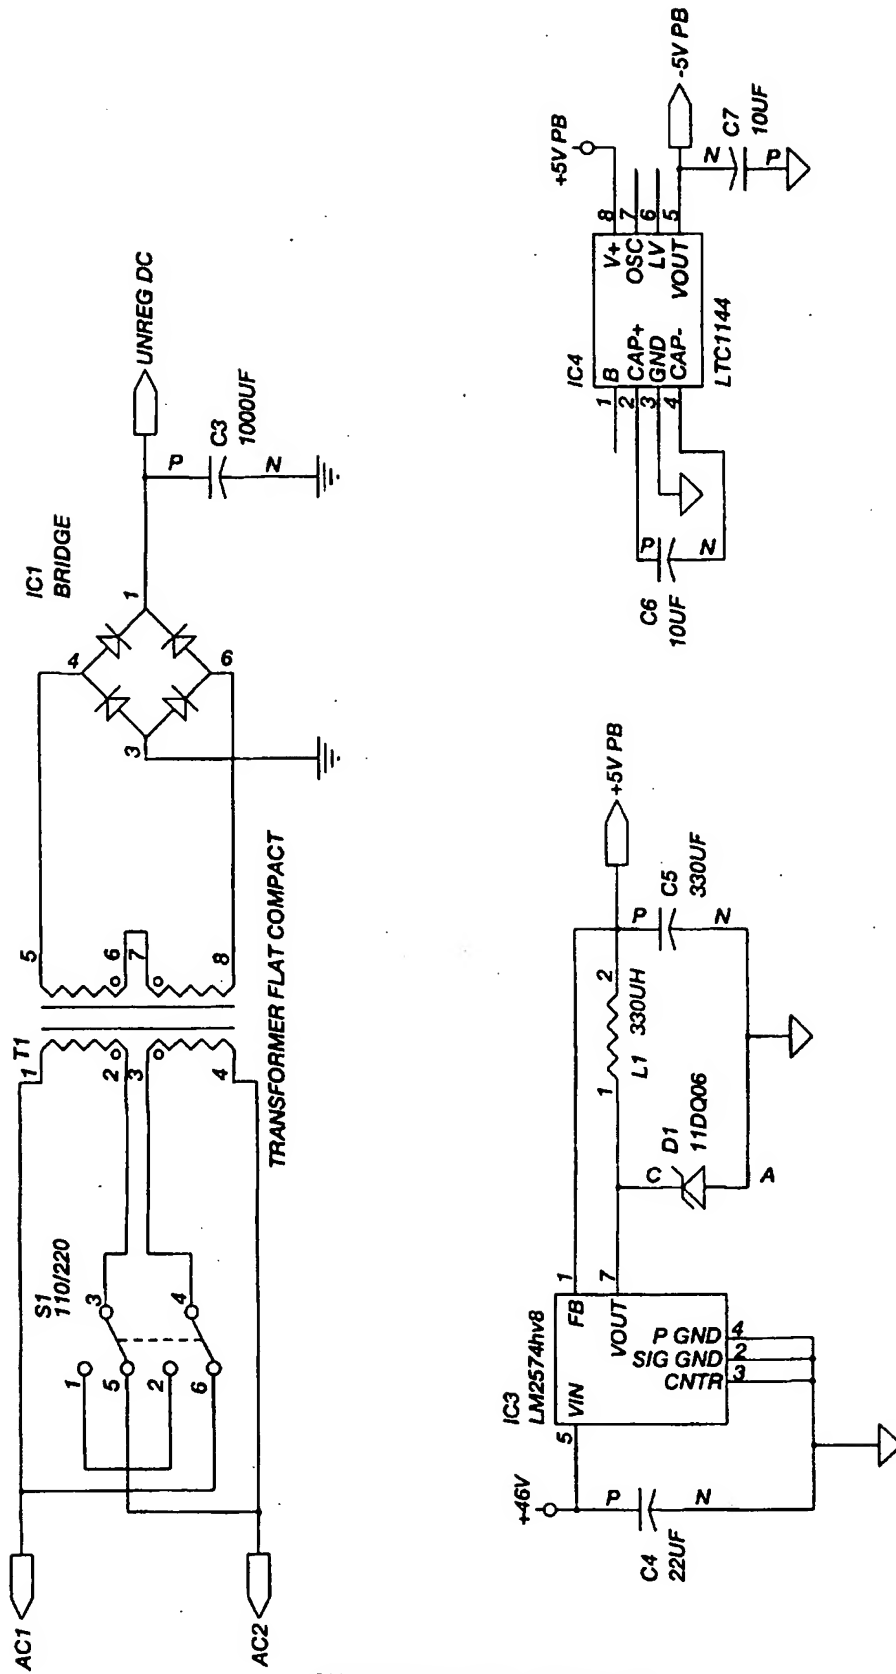 AC1
AC2
S1
110/220
1
5
2
6
3
4
T1
1
2
3
4
5
6
7
8
TRANSFORMER FLAT COMPACT
IC1
BRIDGE
4
3
1
6
UNREG DC
P
C3
1000UF
N
+46V
P
C4
22UF
N
IC3
LM2574hv8
5
VIN
FB
1
VOUT
7
P GND
4
SIG GND
2
CNTR
3
C
D1
11DQ06
A
1
2
L1
330UH
P
C5
330UF
N
+5V PB
C6
10UF
P
N
IC4
1
B
2
CAP+
3
GND
4
CAP-
V+
8
OSC
7
LV
6
VOUT
5
LTC1144
+5V PB
-5V PB
N
C7
10UF
P